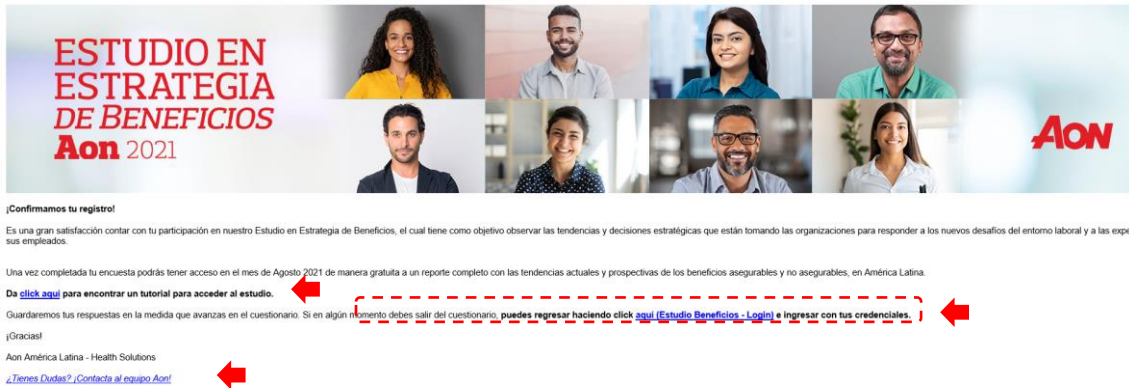 ESTUDIO EN
ESTRATEGIA
DE BENEFICIOS
Aon 2021
AON
¡Confirmamos tu registro!
Es una gran satisfacción contar con tu participación en nuestro Estudio en Estrategia de Beneficios, el cual tiene como objetivo observar las tendencias y decisiones estratégicas que están tomando las organizaciones para responder a los nuevos desafíos del entorno laboral y a las expe
sus empleados.
Una vez completada tu encuesta podrás tener acceso en el mes de Agosto 2021 de manera gratuita a un reporte completo con las tendencias actuales y prospectivas de los beneficios asegurables y no asegurables, en América Latina.
Da click aquí para encontrar un tutorial para acceder al estudio.
Guardaremos tus respuestas en la medida que avanzas en el cuestionario. Si en algún momento debes salir del cuestionario, puedes regresar haciendo click aquí (Estudio Beneficios - Login) e ingresar con tus credenciales.
¡Gracias!
Aon América Latina - Health Solutions
¿Tienes Dudas? ¡Contacta al equipo Aon!